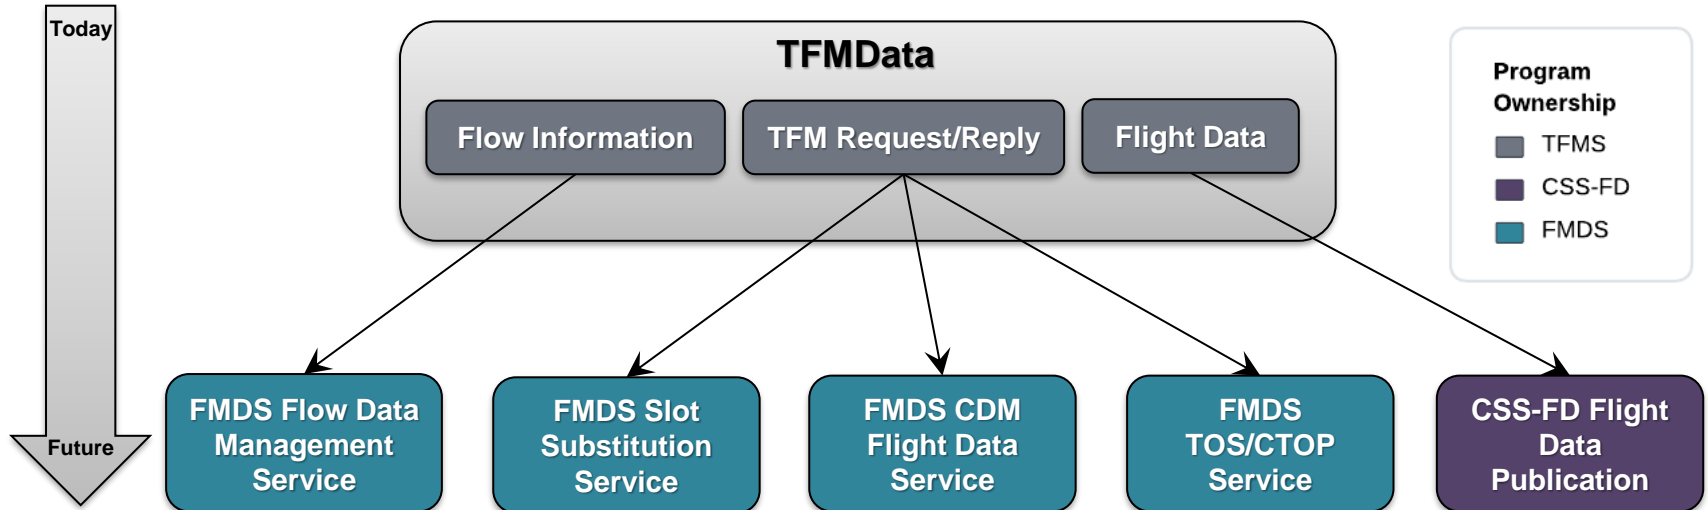 Today
TFMData
Program
Ownership
TFMS
CSS-FD
FMDS
Flow Information
TFM Request/Reply
Flight Data
Future
FMDS Flow Data
Management
Service
FMDS Slot
Substitution
Service
FMDS CDM
Flight Data
Service
FMDS
TOS/CTOP
Service
CSS-FD Flight
Data
Publication